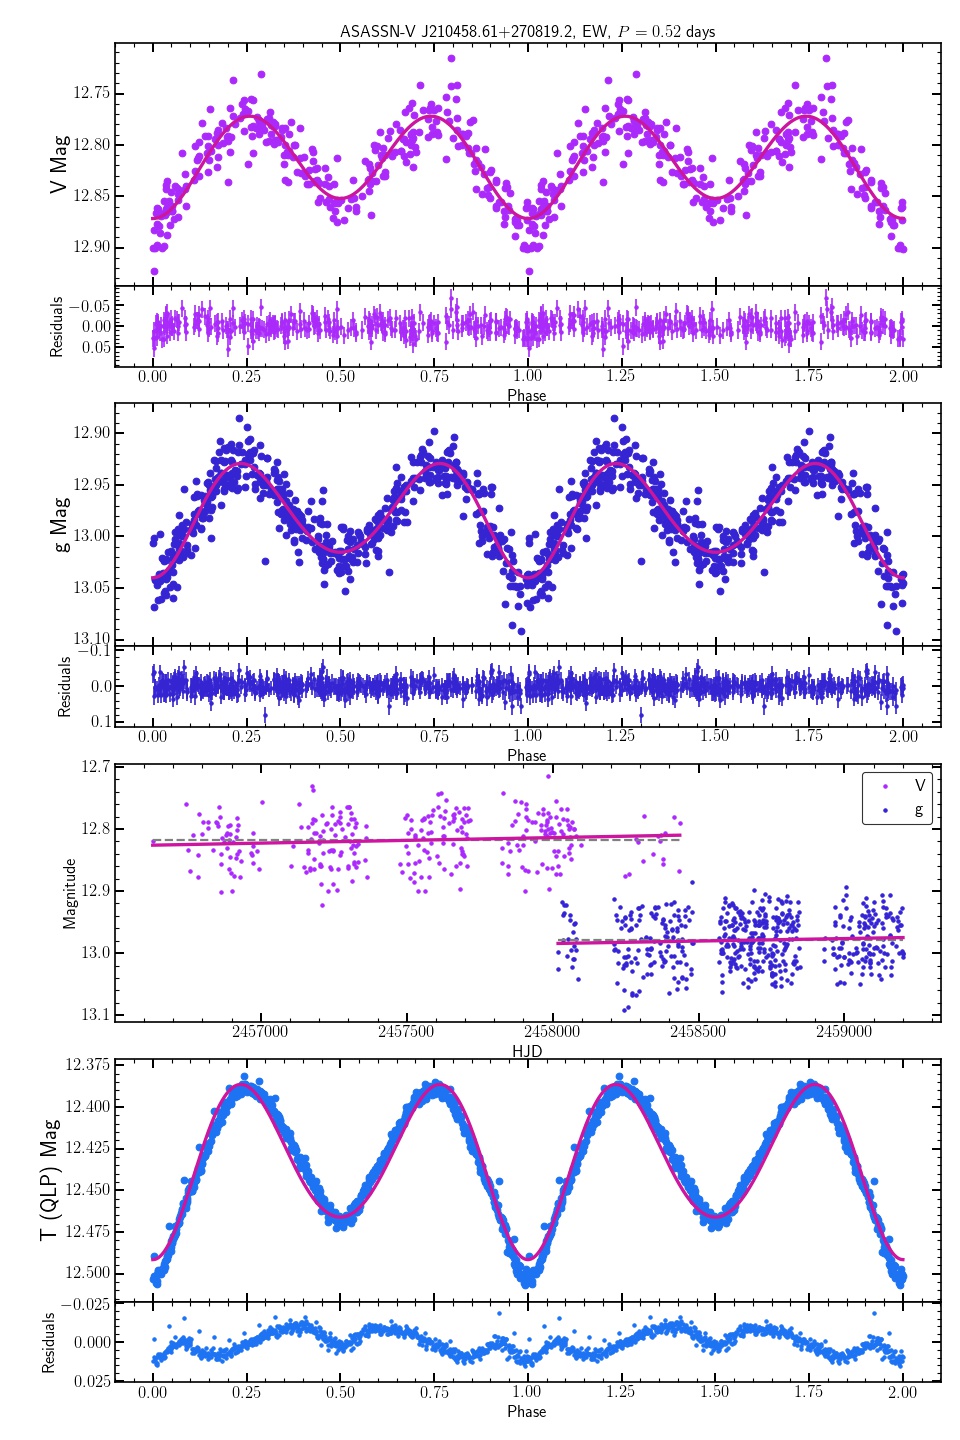 ASASSN-V J210458.61+270819.2, EW, P = 0.52 days
12.75
12.80
12.85
12.90
V Mag
−0.05
0.00
0.05
Residuals
0.00 0.25 0.50 0.75 1.00 1.25 1.50 1.75 2.00
Phase
12.90
12.95
13.00
13.05
13.10
g Mag
−0.1
0.0
0.1
Residuals
0.00 0.25 0.50 0.75 1.00 1.25 1.50 1.75 2.00
Phase
12.7
12.8
12.9
13.0
13.1
Magnitude
V
g
2457000 2457500 2458000 2458500 2459000
HJD
12.375
12.400
12.425
12.450
12.475
12.500
T (QLP) Mag
−0.025
0.000
0.025
Residuals
0.00 0.25 0.50 0.75 1.00 1.25 1.50 1.75 2.00
Phase